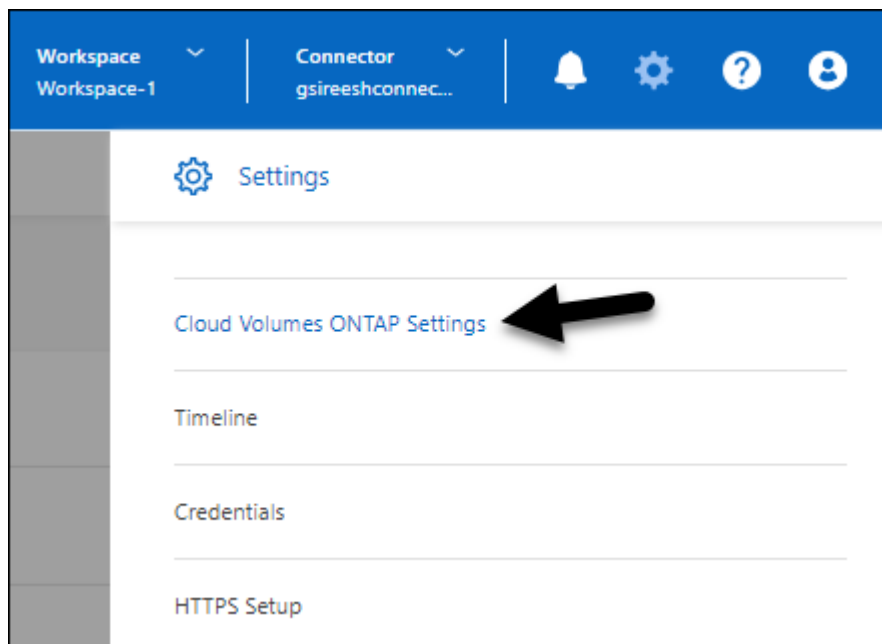 Workspace
Workspace-1
Connector
gsireeshconnec...
Settings
Cloud Volumes ONTAP Settings
Timeline
Credentials
HTTPS Setup